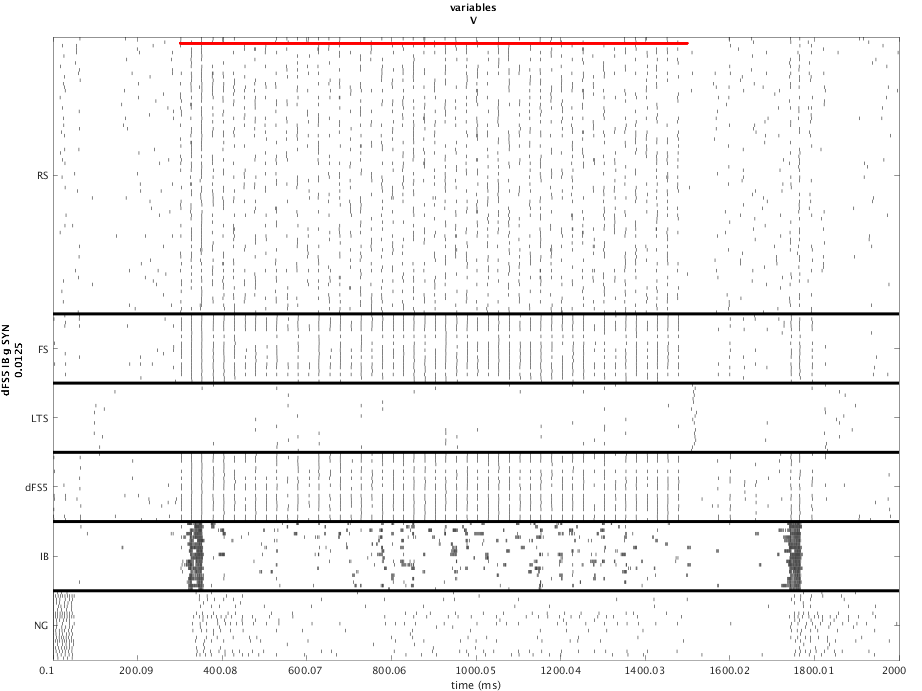 variables
V
RS
FS
LTS
dFS5
IB
NG
dFS5 IB g SYN
0.0125
0.1 200.09 400.08 600.07 800.06 1000.05 1200.04 1400.03 1600.02 1800.01 2000
time (ms)